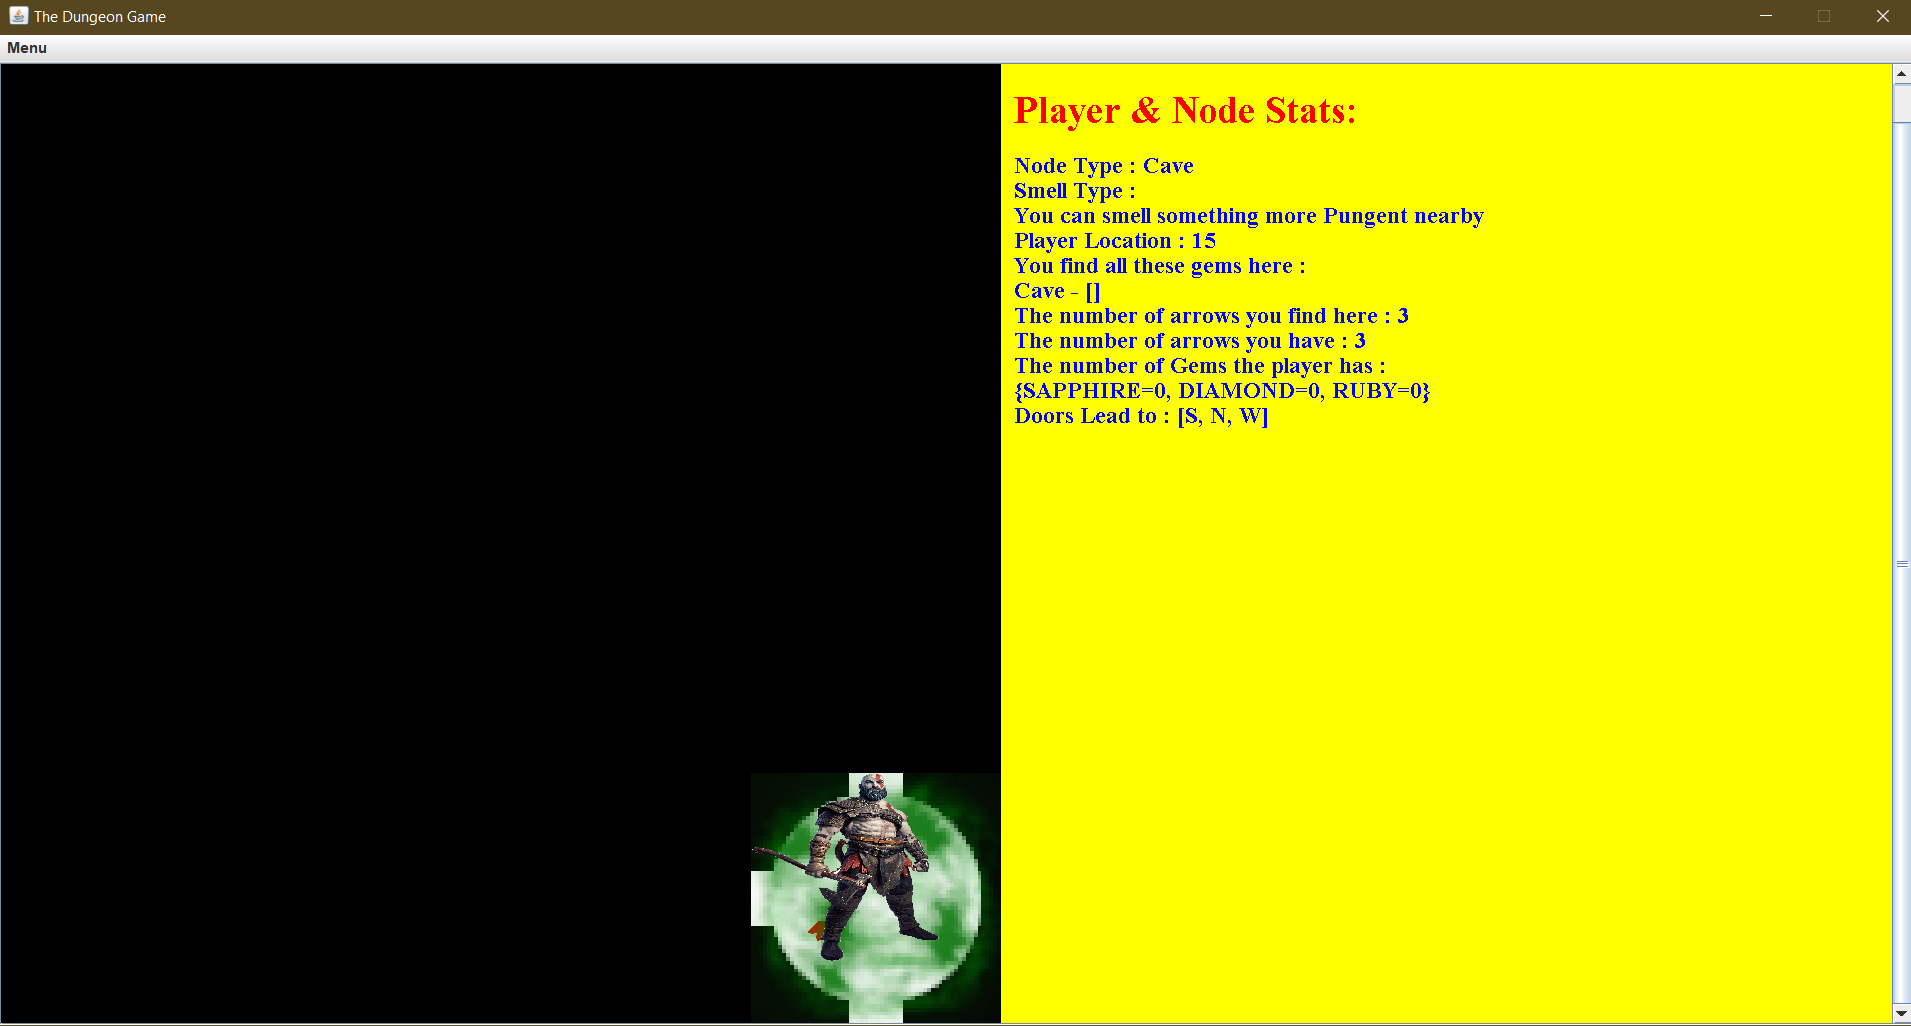 The Dungeon Game
Menu
Player & Node Stats:
Node Type : Cave
Smell Type :
You can smell something more Pungent nearby
Player Location : 15
You find all these gems here :
Cave - []
The number of arrows you find here : 3
The number of arrows you have : 3
The number of Gems the player has :
{SAPPHIRE=0, DIAMOND=0, RUBY=0}
Doors Lead to : [S, N, W]